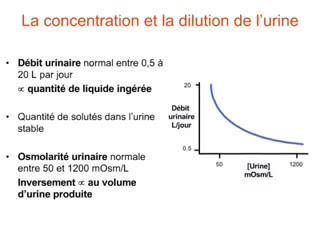 La concentration et la dilution de l'urine
• Débit urinaire normal entre 0,5 à
20 L par jour
∝ quantité de liquide ingérée
• Quantité de solutés dans l'urine
stable
• Osmolarité urinaire normale
entre 50 et 1200 mOsm/L
Inversement ∝ au volume
d'urine produite
20
Débit
urinaire
L/jour
0.5
50
[Urine]
mOsm/L
1200